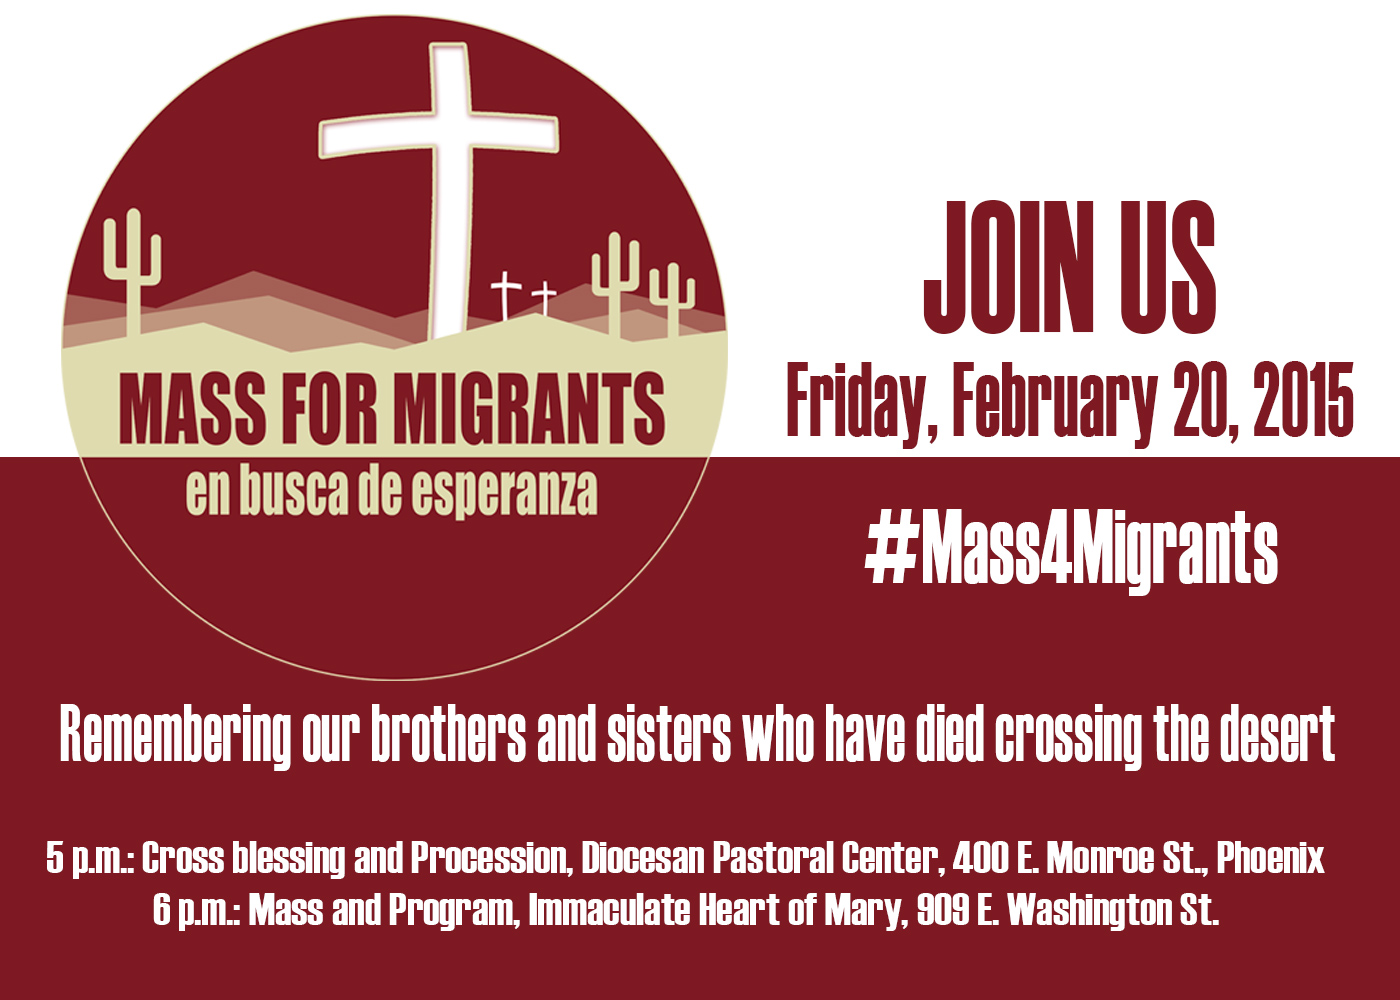 MASS FOR MIGRANTS
en busca de esperanza
JOIN US
Friday, February 20, 2015
#Mass4Migrants
Remembering our brothers and sisters who have died crossing the desert
5 p.m.: Cross blessing and Procession, Diocesan Pastoral Center, 400 E. Monroe St., Phoenix
6 p.m.: Mass and Program, Immaculate Heart of Mary, 909 E. Washington St.